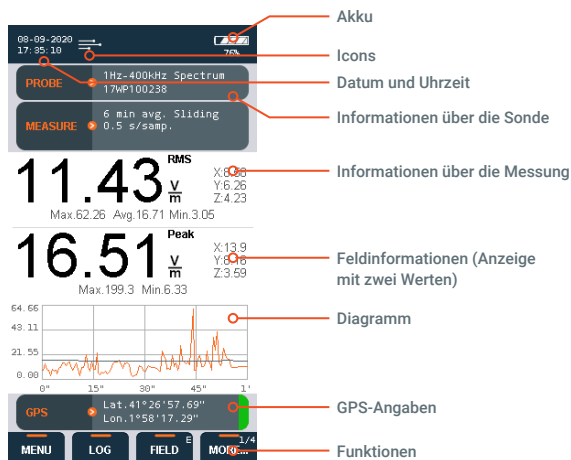 Akku
08-09-2020
17:35:10
76%
Icons
Datum und Uhrzeit
PROBE
1Hz-400kHz Spectrum
17WP100238
Informationen über die Sonde
MEASURE
6 min avg. Sliding
0.5 s/samp.
RMS
11.43 V/m
Y:6.26
Z:4.23
Max.62.26 Avg.16.71 Min.3.05
Informationen über die Messung
Peak
16.51 V/m
X:13.9
Z:3.59
Max.199.3 Min.6.33
Feldinformationen (Anzeige
mit zwei Werten)
64.66
43.11
21.55
0.00
0" 15" 30" 45" 1'
Diagramm
GPS
Lat.41°26'57.69"
Lon.1°58'17.29"
GPS-Angaben
MENU
LOG
FIELD E
1/4
Funktionen